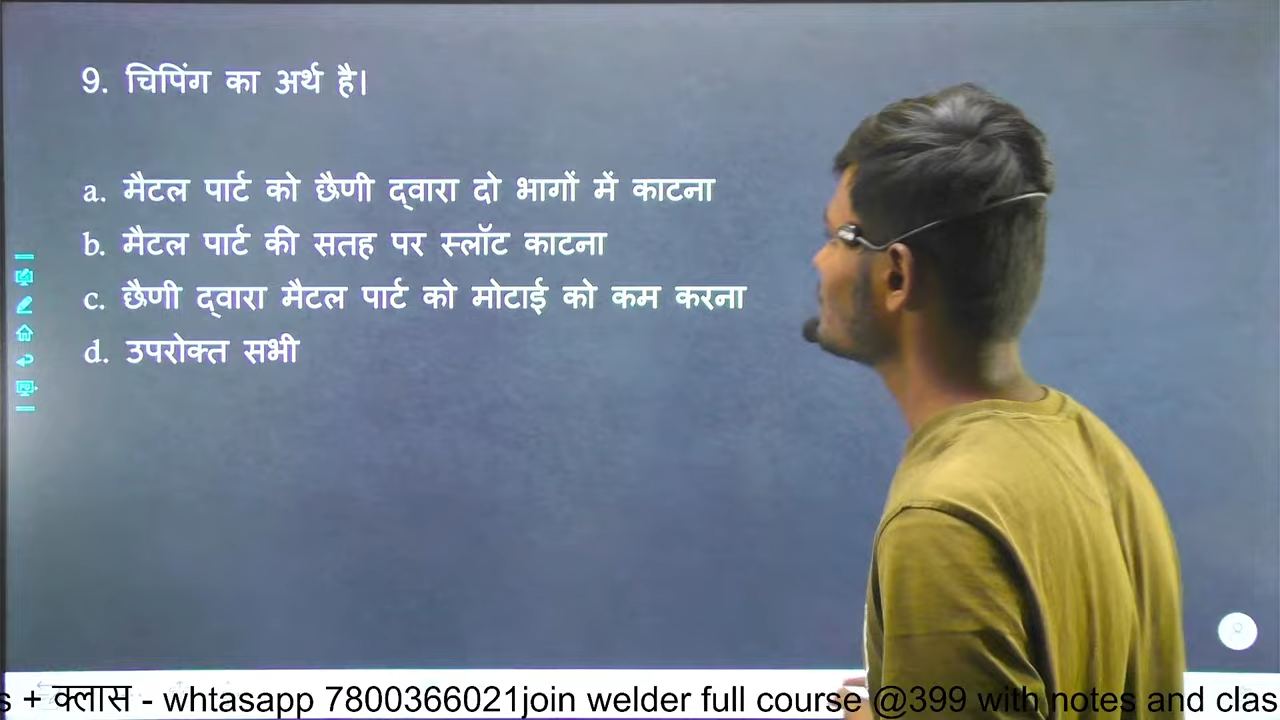 9. चिपिंग का अर्थ है।
a. मैटल पार्ट को छैणी द्वारा दो भागों में काटना
b. मैटल पार्ट की सतह पर स्लॉट काटना
c. छैणी द्वारा मैटल पार्ट को मोटाई को कम करना
d. उपरोक्त सभी
s + क्लास - whtasapp 7800366021join welder full course @399 with notes and clas